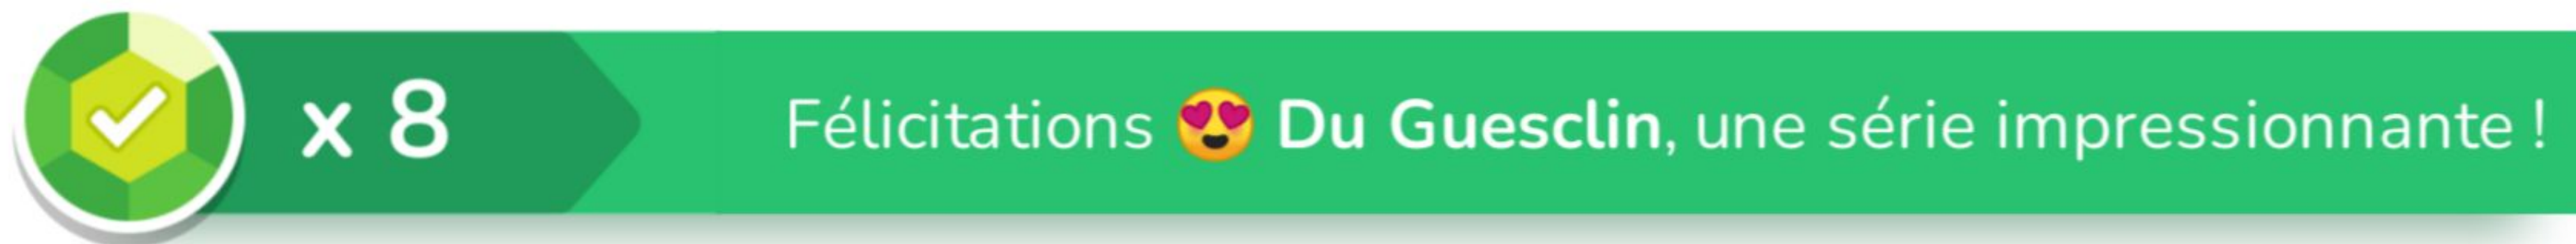 x 8 Félicitations 😍 Du Guesclin, une série impressionnante !